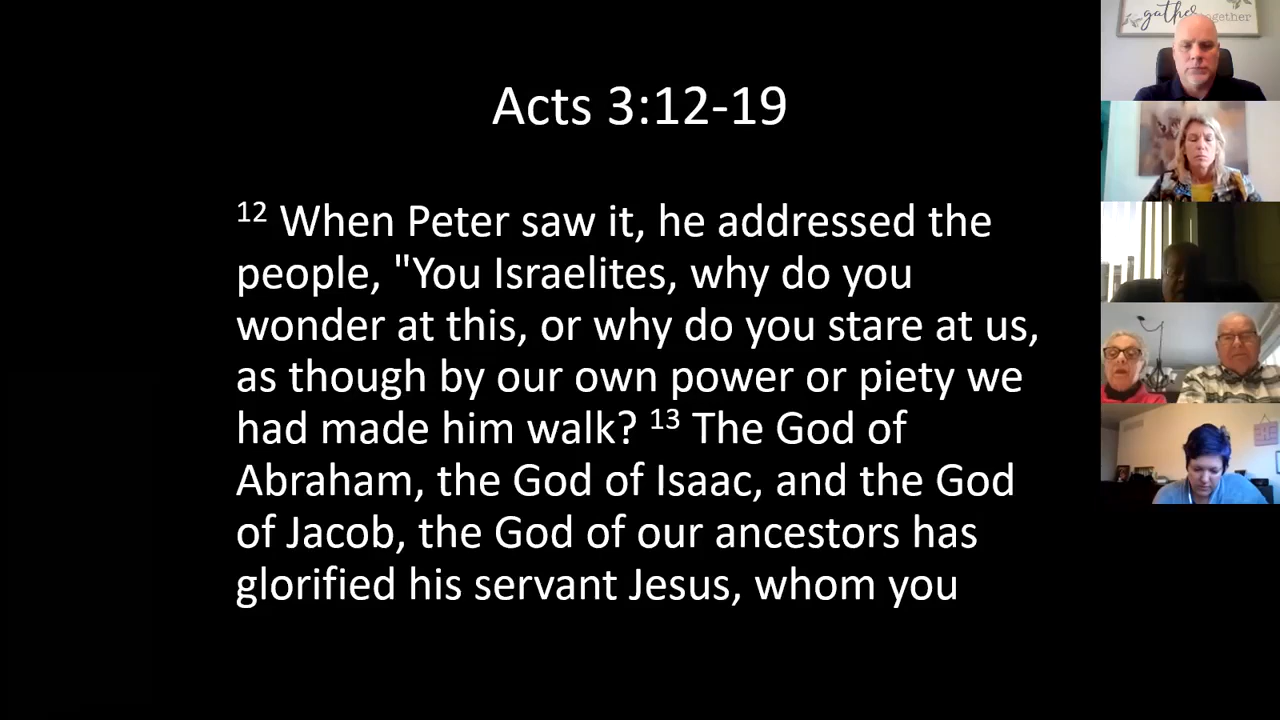 Acts 3:12-19
12 When Peter saw it, he addressed the
people, "You Israelites, why do you
wonder at this, or why do you stare at us,
as though by our own power or piety we
had made him walk? 13 The God of
Abraham, the God of Isaac, and the God
of Jacob, the God of our ancestors has
glorified his servant Jesus, whom you
gather together